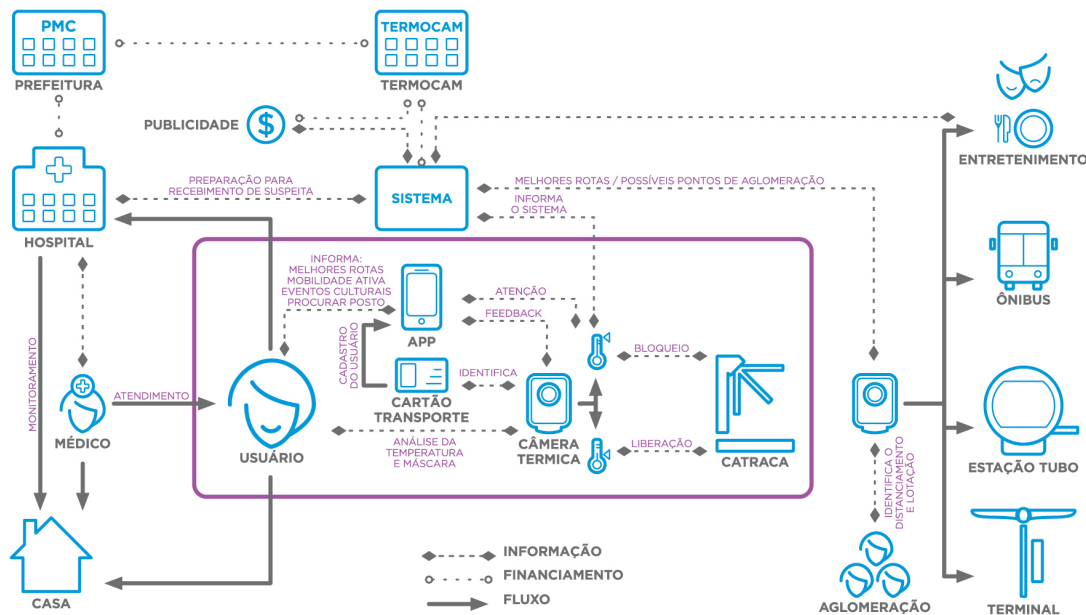 PMC
PREFEITURA
TERMOCAM
TERMOCAM
PUBLICIDADE
$
ENTRETENIMENTO
HOSPITAL
PREPARAÇÃO PARA
RECEBIMENTO DE SUSPEITA
SISTEMA
MELHORES ROTAS / POSSÍVEIS PONTOS DE AGLOMERAÇÃO
INFORMA
O SISTEMA
ÔNIBUS
INFORMA:
MELHORES ROTAS
MOBILIDADE ATIVA
EVENTOS CULTURAIS
PROCURAR POSTO
APP
ATENÇÃO
FEEDBACK
CADASTRO
DO USUÁRIO
CARTÃO
TRANSPORTE
IDENTIFICA
CÂMERA
TERMICA
BLOQUEIO
LIBERAÇÃO
CATRACA
MONITORAMENTO
MÉDICO
ATENDIMENTO
USUÁRIO
ANÁLISE DA
TEMPERATURA
E MÁSCARA
IDENTIFICA O
DISTANCIAMENTO
E LOTAÇÃO
ESTAÇÃO TUBO
CASA
INFORMAÇÃO
FINANCIAMENTO
FLUXO
AGLOMERAÇÃO
TERMINAL